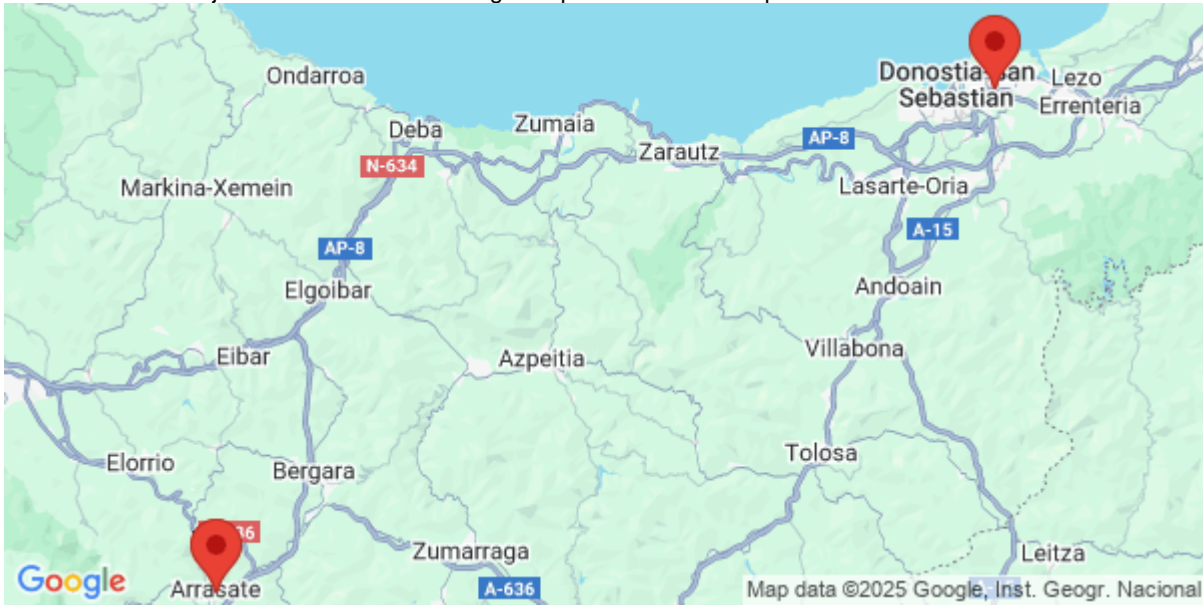 Ondarroa
Donostia-San
Sebastian
Lezo
Errenteria
Deba
Zumaia
Zarautz
AP-8
N-634
Markina-Xemein
Lasarte-Oria
A-15
AP-8
Elgoibar
Andoain
Eibar
Azpeitia
Villabona
Elorrio
Bergara
Tolosa
Zumarraga
Leitza
Google
Arrasate
A-636
Map data ©2025 Google, Inst. Geogr. Nacional